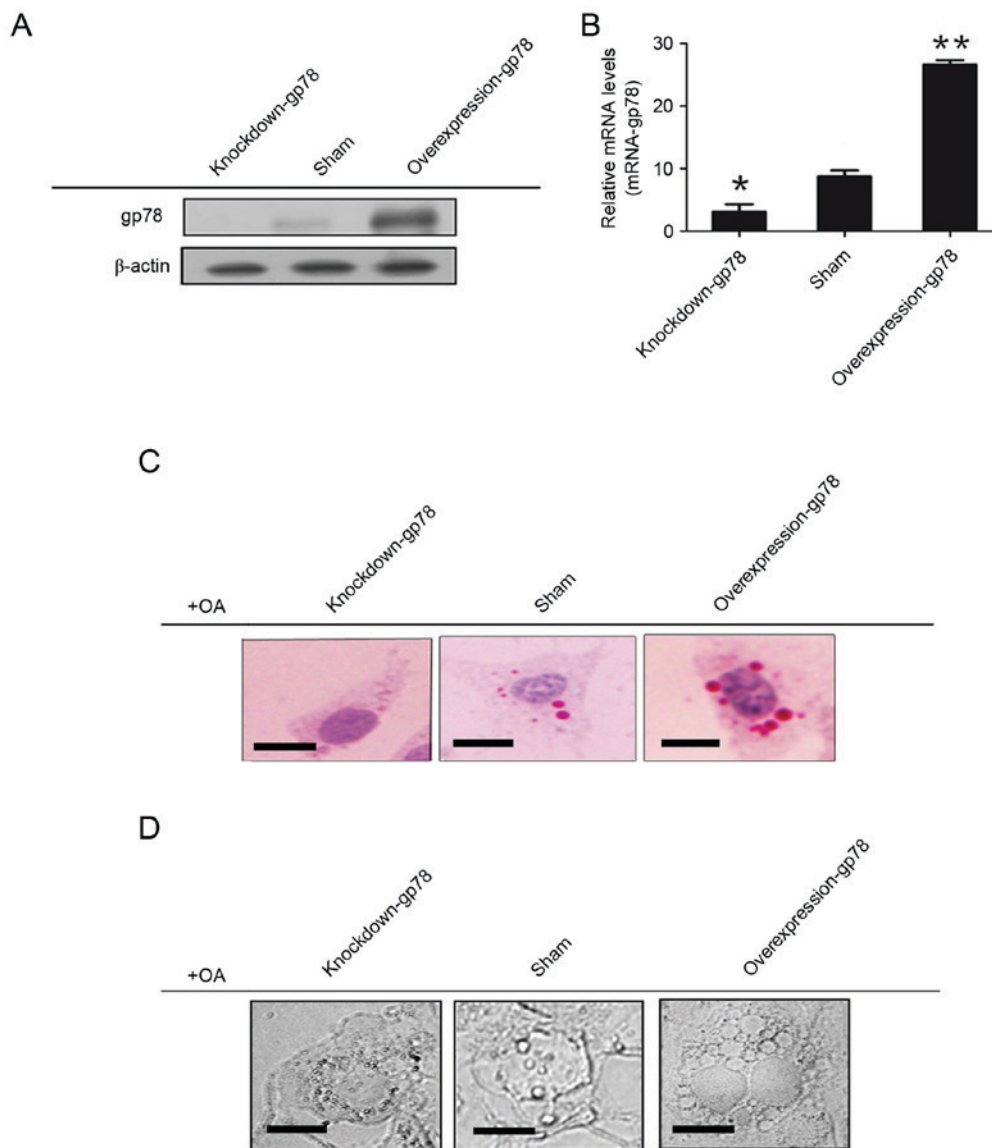 A
Knockdown-gp78
Sham
Overexpression-gp78
gp78
β-actin
B
Relative mRNA levels
(mRNA-gp78)
30
20
10
0
*
**
Knockdown-gp78
Sham
Overexpression-gp78
C
+OA
Knockdown-gp78
Sham
Overexpression-gp78
D
+OA
Knockdown-gp78
Sham
Overexpression-gp78